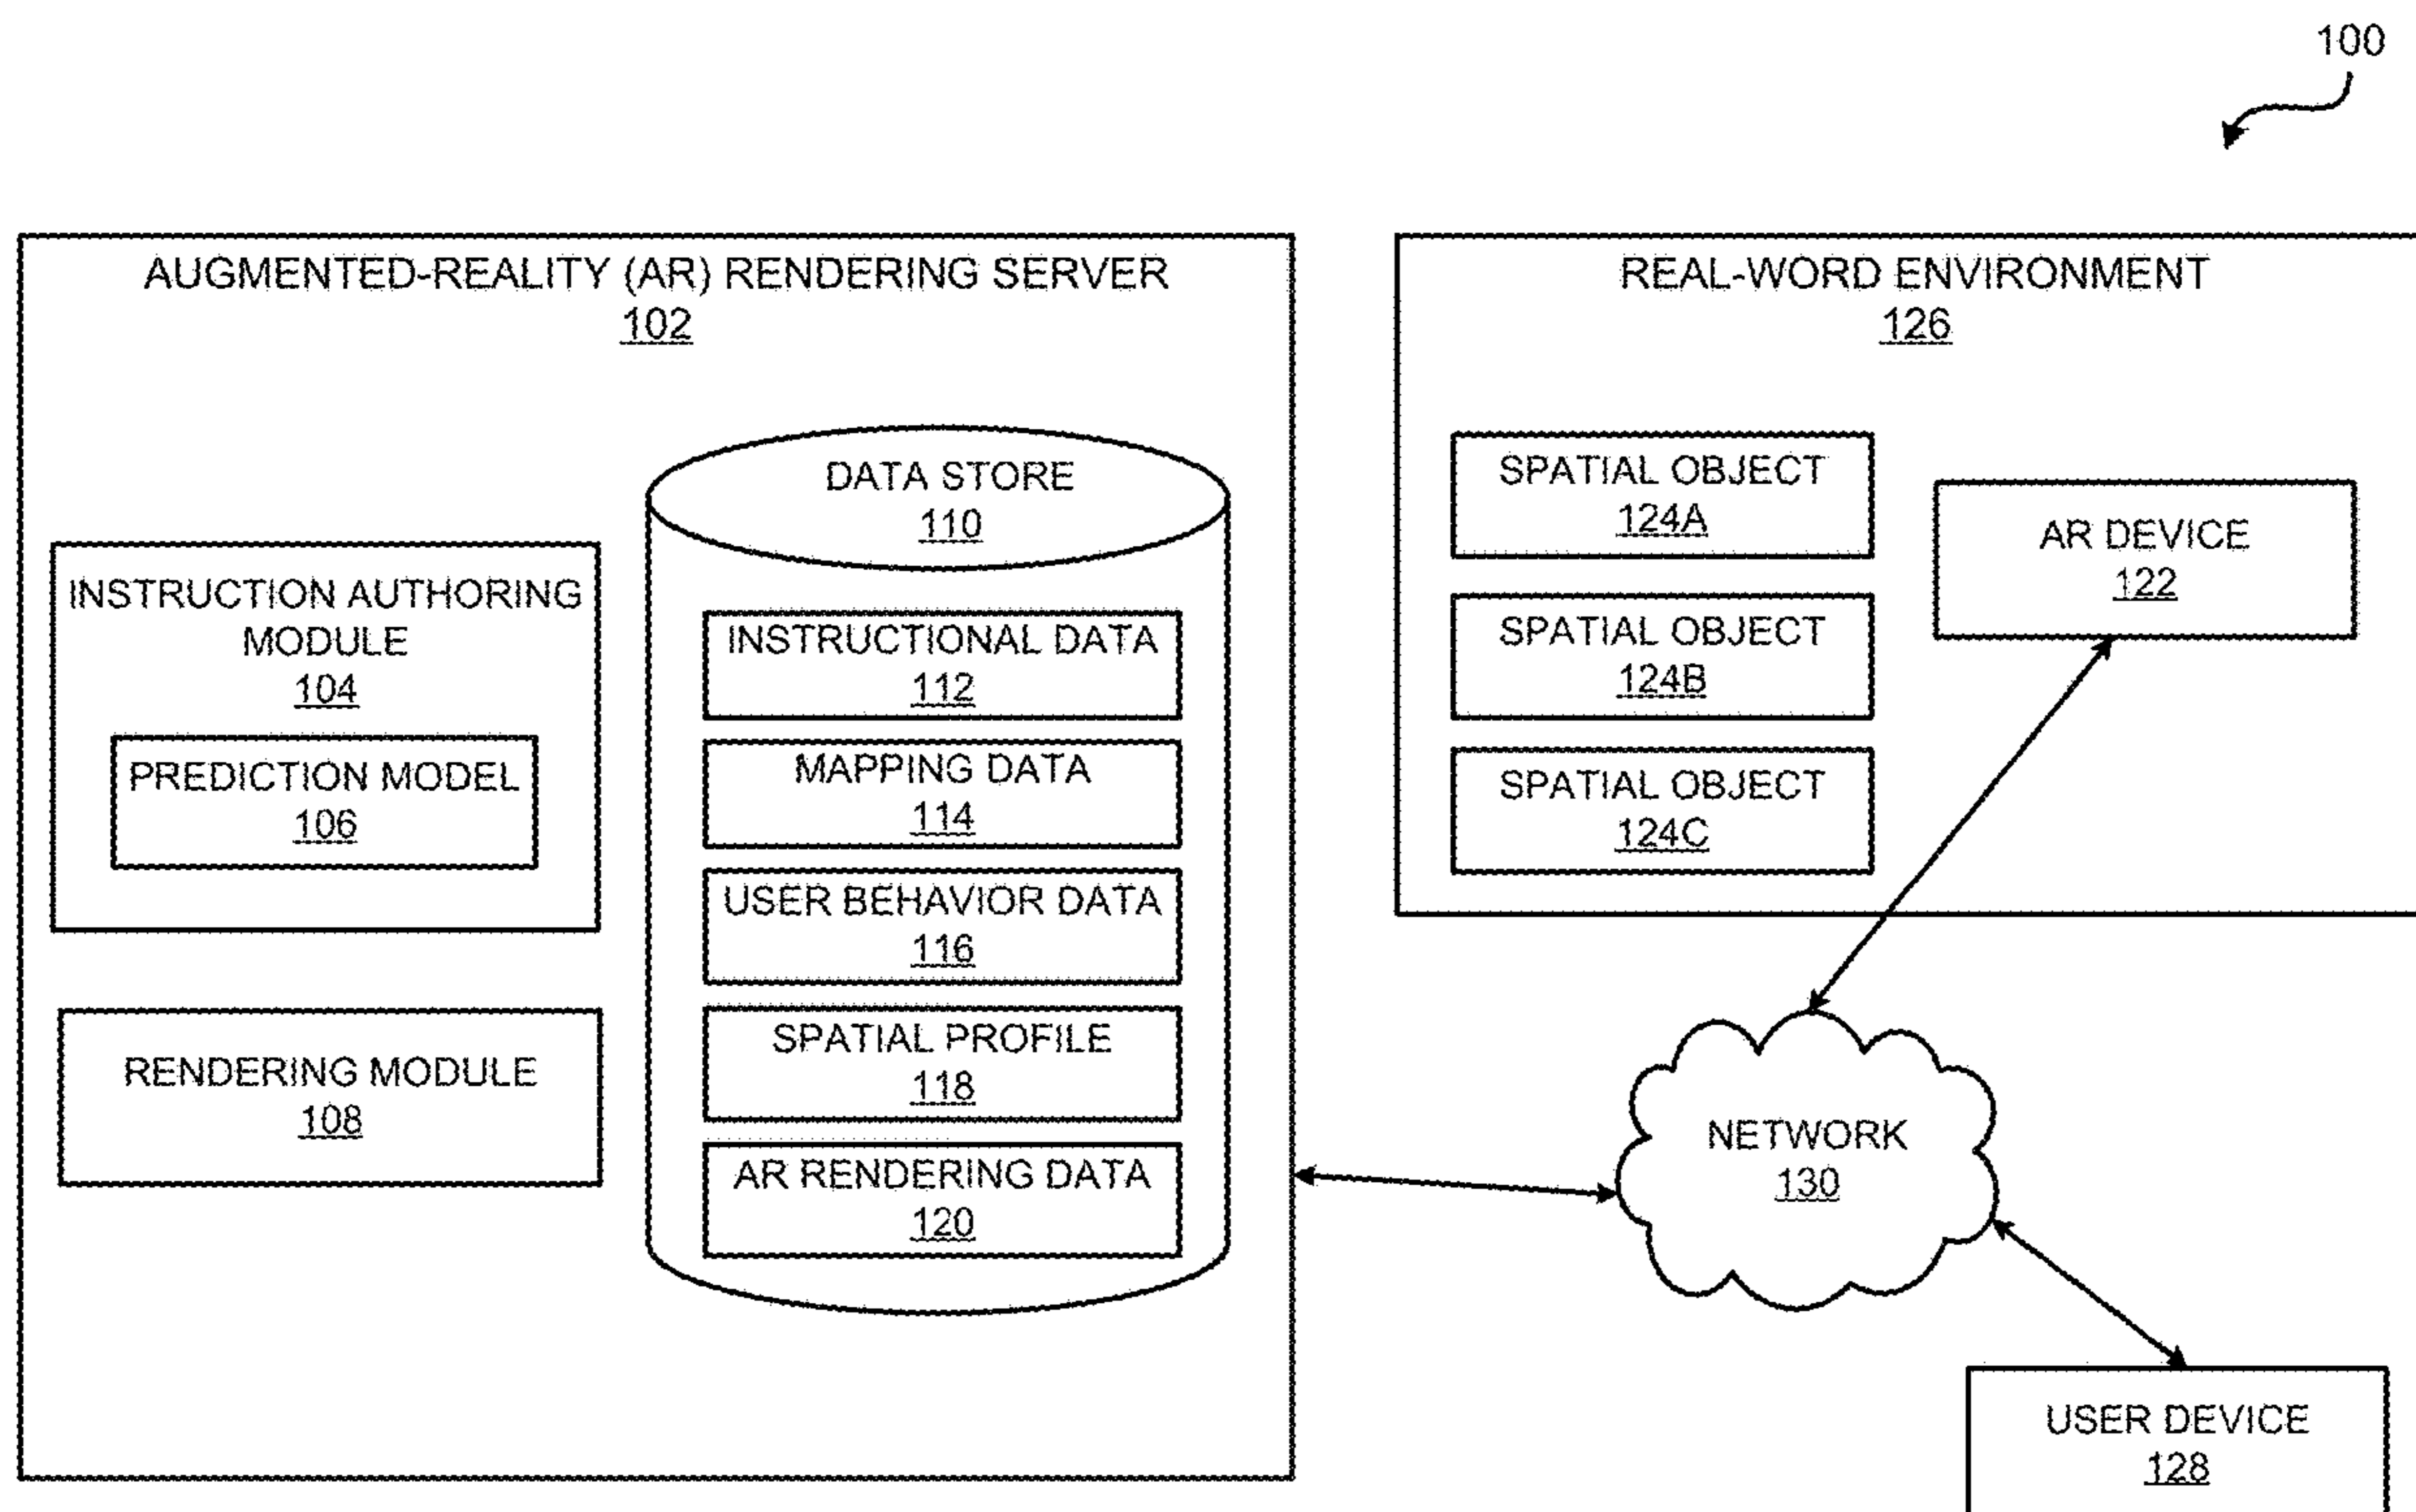 100
AUGMENTED-REALITY (AR) RENDERING SERVER
102
INSTRUCTION AUTHORING
MODULE
104
PREDICTION MODEL
106
RENDERING MODULE
108
DATA STORE
110
INSTRUCTIONAL DATA
112
MAPPING DATA
114
USER BEHAVIOR DATA
116
SPATIAL PROFILE
118
AR RENDERING DATA
120
REAL-WORD ENVIRONMENT
126
SPATIAL OBJECT
124A
SPATIAL OBJECT
124B
SPATIAL OBJECT
124C
AR DEVICE
122
NETWORK
130
USER DEVICE
128